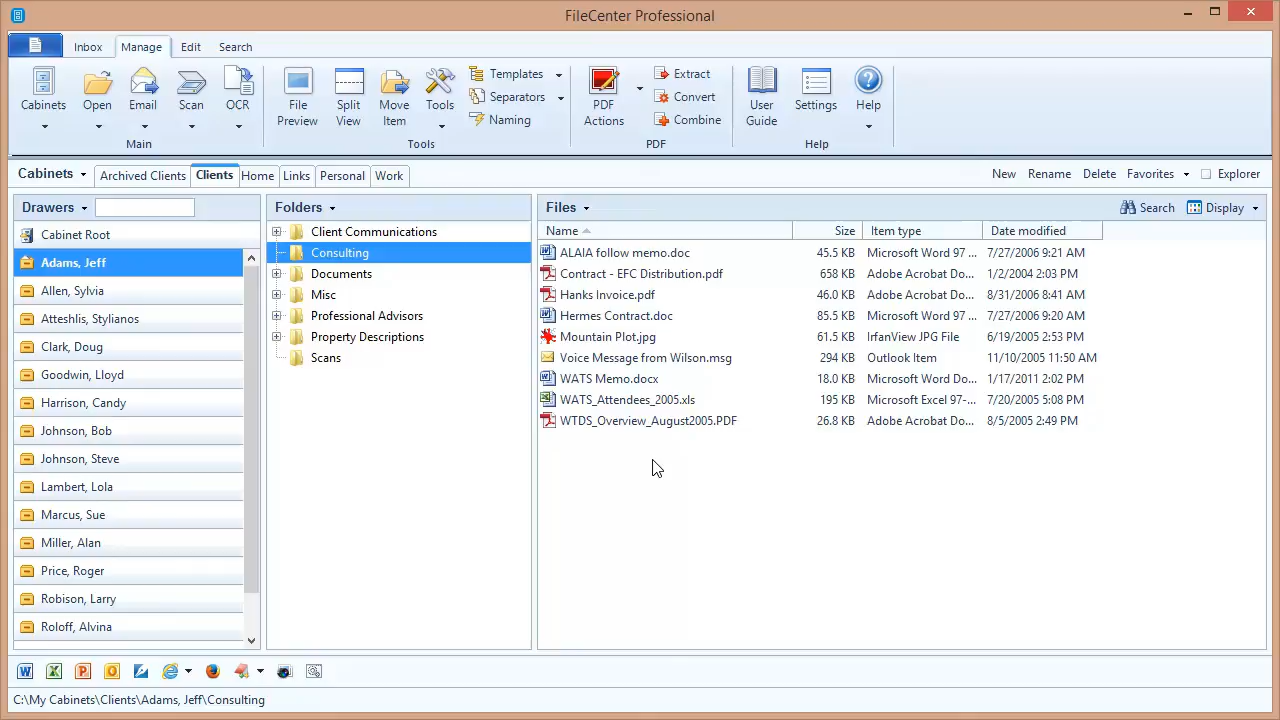 FileCenter Professional
Inbox Manage Edit Search
Cabinets Open Email Scan OCR
Main
File Preview Split View Move Item Tools
Templates
Separators
Naming
Tools
PDF Actions
Extract
Convert
Combine
PDF
User Guide Settings Help
Help
Cabinets Archived Clients Clients Home Links Personal Work New Rename Delete Favorites Explorer
Drawers
Cabinet Root
Adams, Jeff
Allen, Sylvia
Atteshlis, Stylianos
Clark, Doug
Goodwin, Lloyd
Harrison, Candy
Johnson, Bob
Johnson, Steve
Lambert, Lola
Marcus, Sue
Miller, Alan
Price, Roger
Robison, Larry
Roloff, Alvina
Folders
Client Communications
Consulting
Documents
Misc
Professional Advisors
Property Descriptions
Scans
Files Search Display
Name Size Item type Date modified
ALAIA follow memo.doc 45.5 KB Microsoft Word 97 ... 7/27/2006 9:21 AM
Contract - EFC Distribution.pdf 658 KB Adobe Acrobat Do... 1/2/2004 2:03 PM
Hanks Invoice.pdf 46.0 KB Adobe Acrobat Do... 8/31/2006 8:41 AM
Hermes Contract.doc 85.5 KB Microsoft Word 97 ... 7/27/2006 9:20 AM
Mountain Plot.jpg 61.5 KB IrfanView JPG File 6/19/2005 2:53 PM
Voice Message from Wilson.msg 294 KB Outlook Item 11/10/2005 11:50 AM
WATS Memo.docx 18.0 KB Microsoft Word Do... 1/17/2011 2:02 PM
WATS_Attendees_2005.xls 195 KB Microsoft Excel 97-... 7/20/2005 5:08 PM
WTDS_Overview_August2005.PDF 26.8 KB Adobe Acrobat Do... 8/5/2005 2:49 PM
C:\My Cabinets\Clients\Adams, Jeff\Consulting